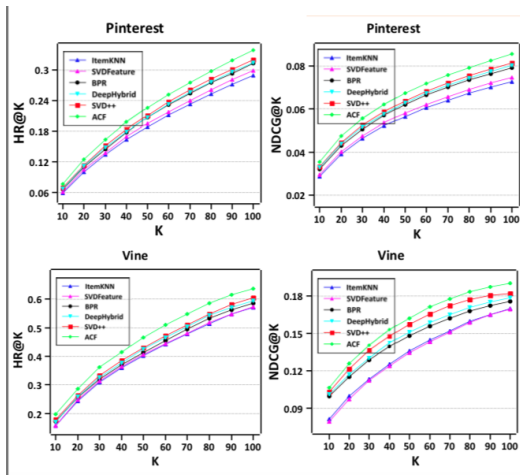 Pinterest
HR@K
0.3
0.24
0.18
0.12
0.06
ItemKNN
SVDFeature
BPR
DeepHybrid
SVD++
ACF
10 20 30 40 50 60 70 80 90 100
K
Pinterest
NDCG@K
0.08
0.06
0.04
0.02
ItemKNN
SVDFeature
BPR
DeepHybrid
SVD++
ACF
10 20 30 40 50 60 70 80 90 100
K
Vine
HR@K
0.6
0.5
0.4
0.3
0.2
ItemKNN
SVDFeature
BPR
DeepHybrid
SVD++
ACF
10 20 30 40 50 60 70 80 90 100
K
Vine
NDCG@K
0.18
0.15
0.12
0.09
ItemKNN
SVDFeature
BPR
DeepHybrid
SVD++
ACF
10 20 30 40 50 60 70 80 90 100
K